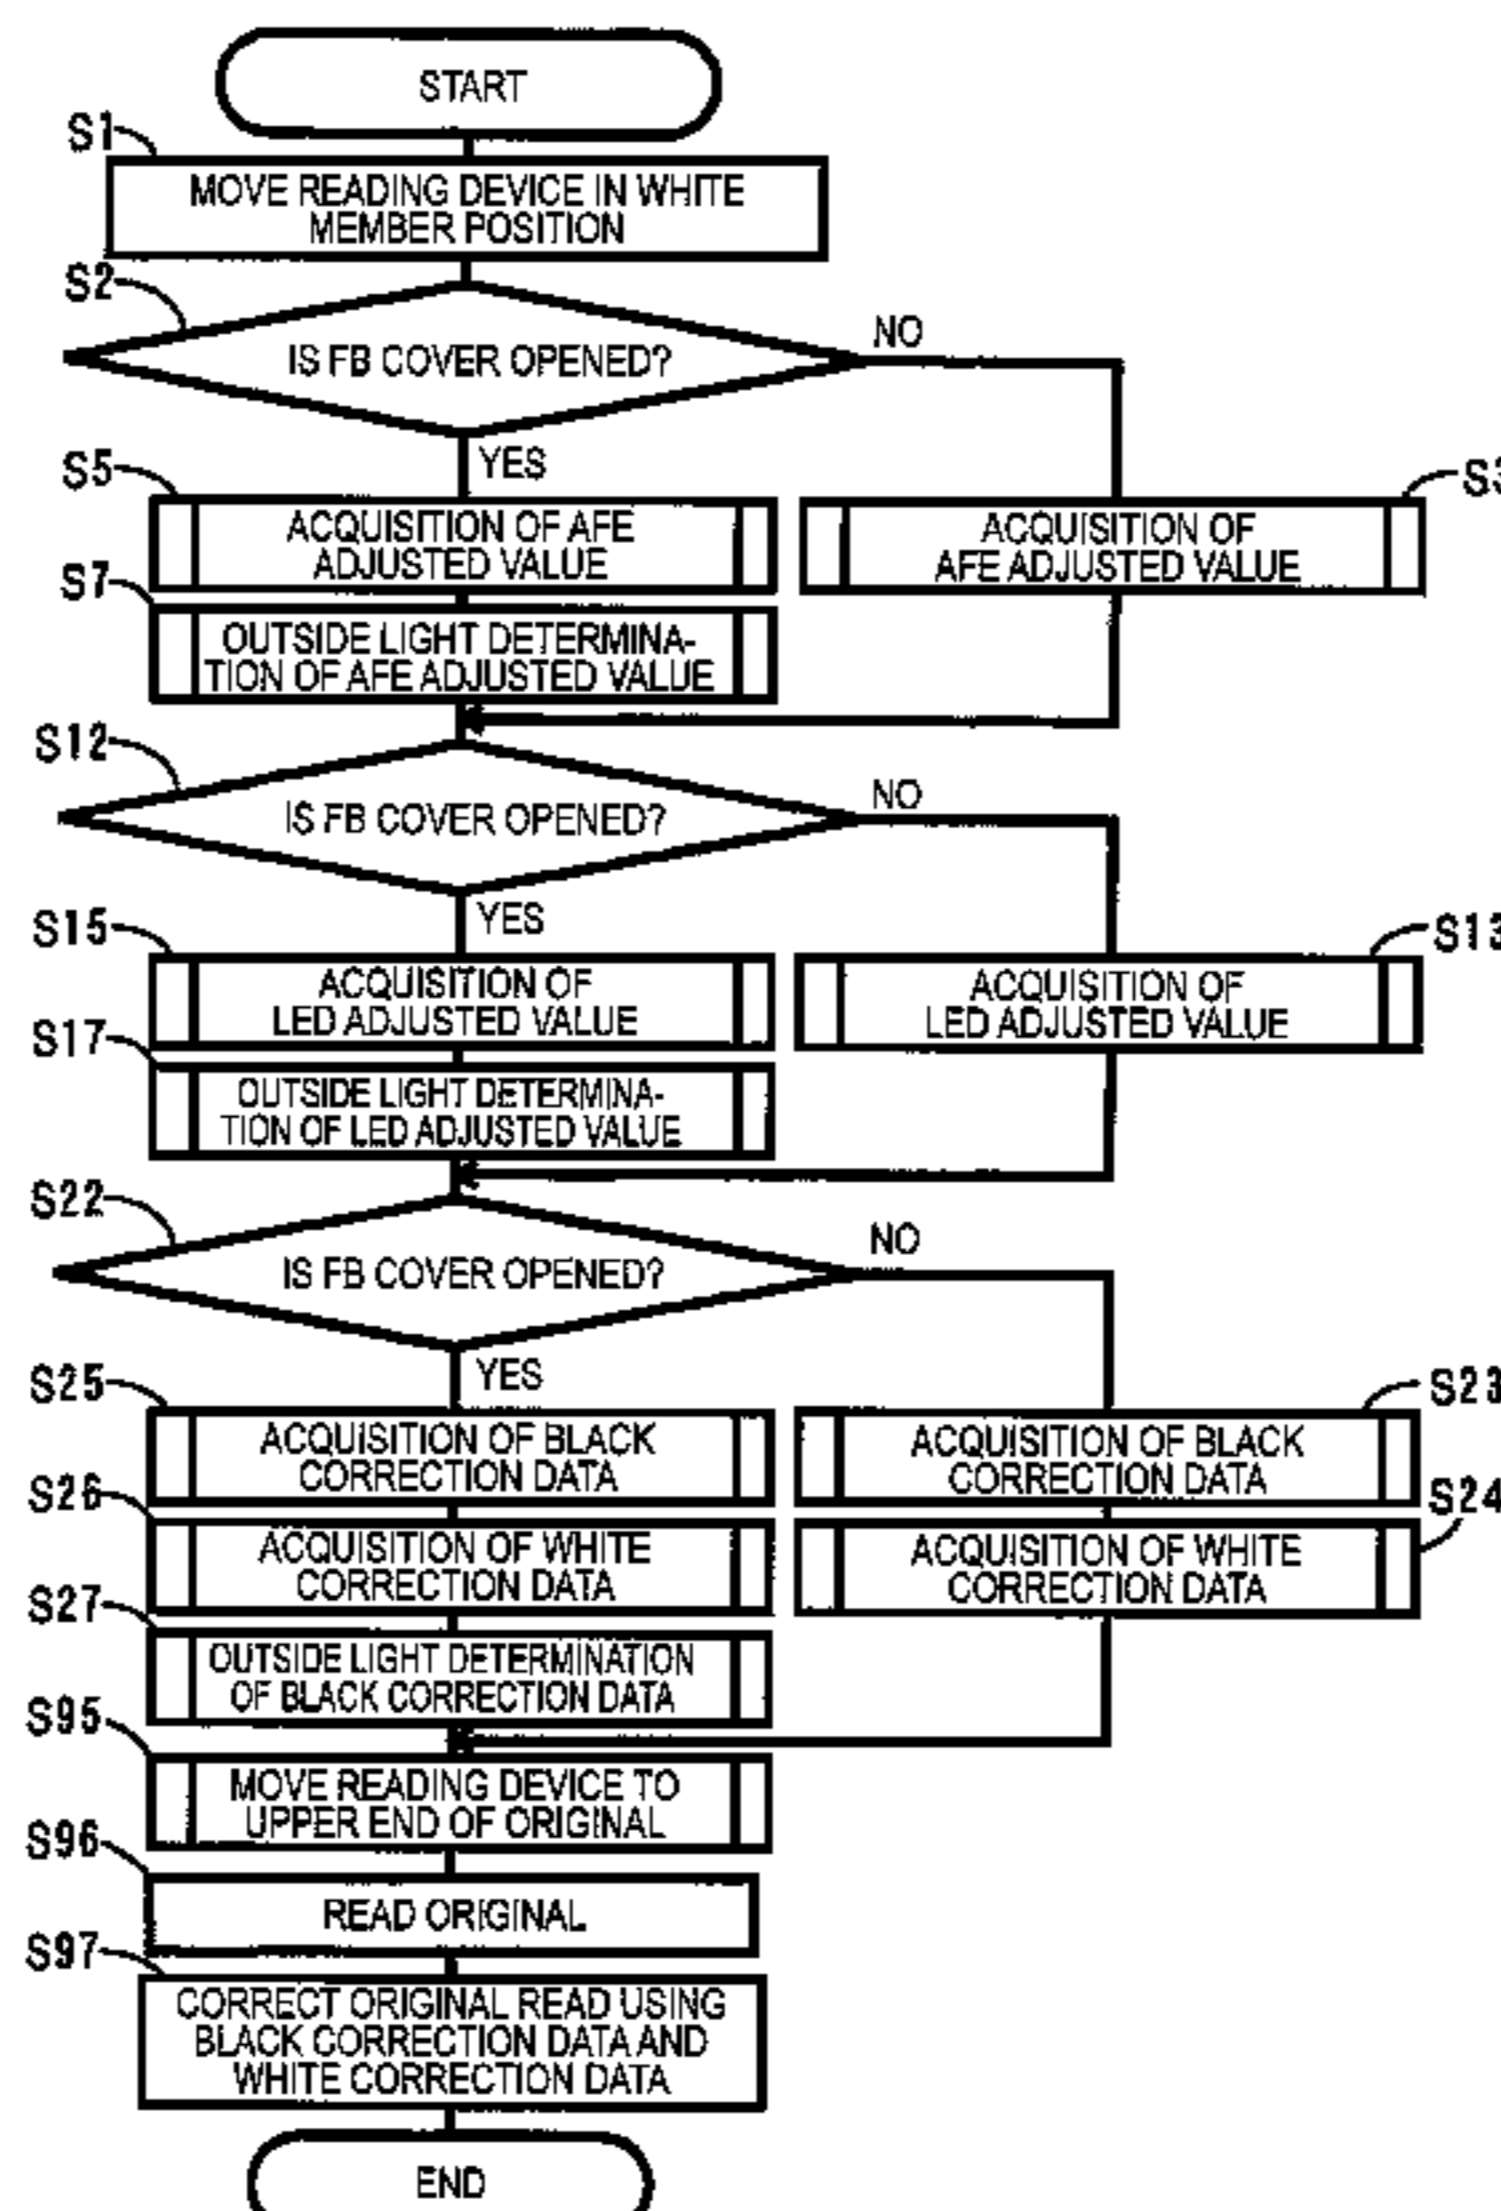 START
S1
MOVE READING DEVICE IN WHITE
MEMBER POSITION
S2
IS FB COVER OPENED?
NO
YES
S5
ACQUISITION OF AFE
ADJUSTED VALUE
S3
ACQUISITION OF
AFE ADJUSTED VALUE
S7
OUTSIDE LIGHT DETERMINA-
TION OF AFE ADJUSTED VALUE
S12
IS FB COVER OPENED?
NO
YES
S15
ACQUISITION OF
LED ADJUSTED VALUE
S13
ACQUISITION OF
LED ADJUSTED VALUE
S17
OUTSIDE LIGHT DETERMINA-
TION OF LED ADJUSTED VALUE
S22
IS FB COVER OPENED?
NO
YES
S25
ACQUISITION OF BLACK
CORRECTION DATA
S23
ACQUISITION OF BLACK
CORRECTION DATA
S26
ACQUISITION OF WHITE
CORRECTION DATA
S24
ACQUISITION OF WHITE
CORRECTION DATA
S27
OUTSIDE LIGHT DETERMINATION
OF BLACK CORRECTION DATA
S95
MOVE READING DEVICE TO
UPPER END OF ORIGINAL
S96
READ ORIGINAL
S97
CORRECT ORIGINAL READ USING
BLACK CORRECTION DATA AND
WHITE CORRECTION DATA
END